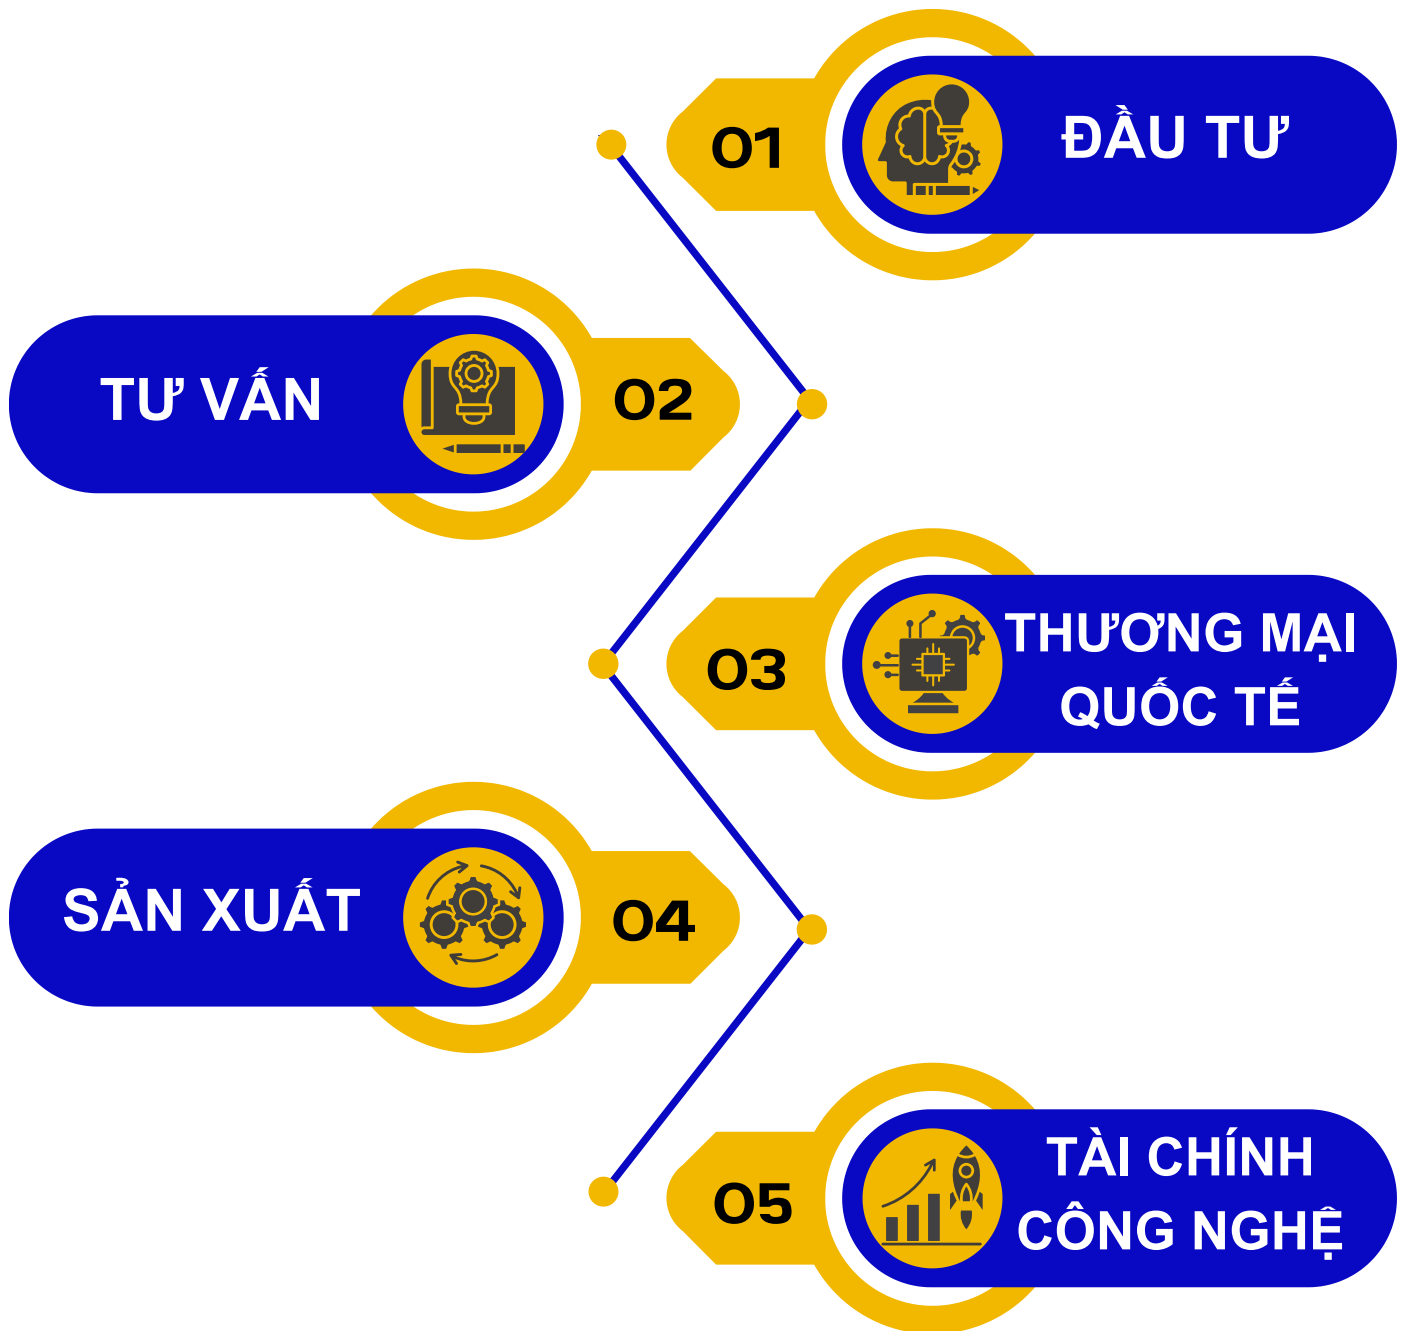 01
ĐẦU TƯ
TƯ VẤN
02
03
THƯƠNG MẠI
QUỐC TẾ
SẢN XUẤT
04
05
TÀI CHÍNH
CÔNG NGHỆ